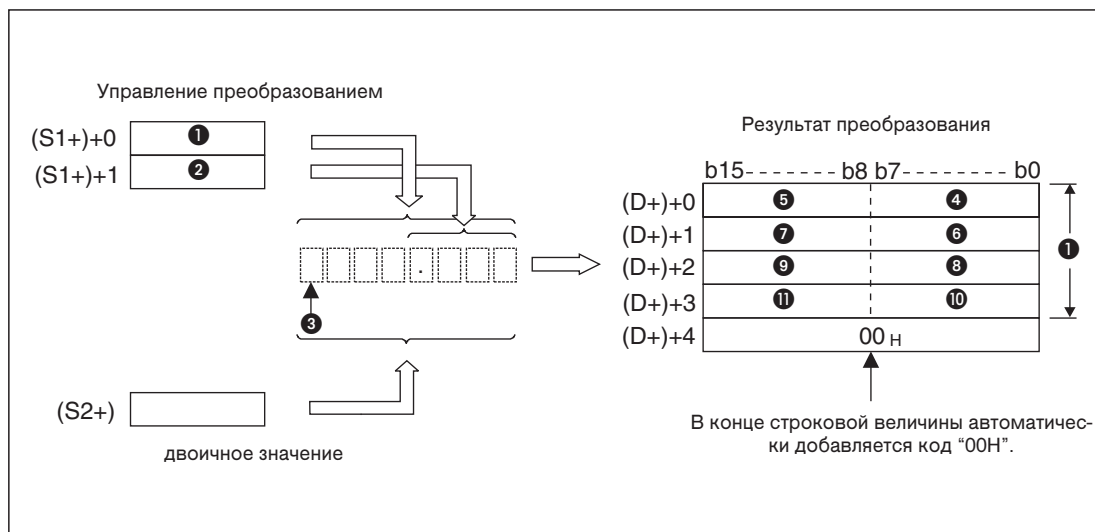 Управление преобразованием
(S1+)+0 ❶
(S1+)+1 ❷
.
❸
(S2+)
двоичное значение
Результат преобразования
b15- - - - - - - b8 b7- - - - - - - - b0
(D+)+0 ❺ ❹
(D+)+1 ❼ ❻
(D+)+2 ❾ ❽
(D+)+3 ⓫ ❿
❶
(D+)+4 00 H
В конце строковой величины автоматичес-
ки добавляется код “00H”.